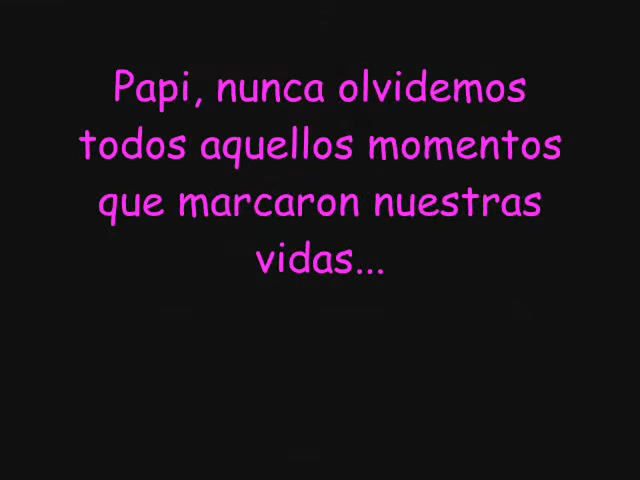 Papi, nunca olvidemos
todos aquellos momentos
que marcaron nuestras
vidas...